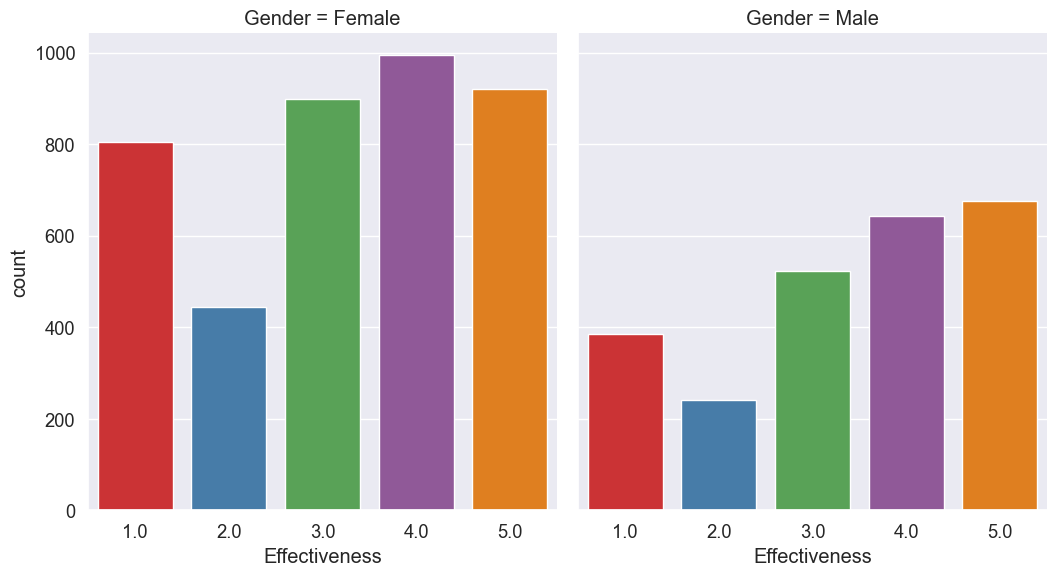 Gender = Female
Gender = Male
1000
800
600
400
200
0
count
1.0 2.0 3.0 4.0 5.0
1.0 2.0 3.0 4.0 5.0
Effectiveness
Effectiveness